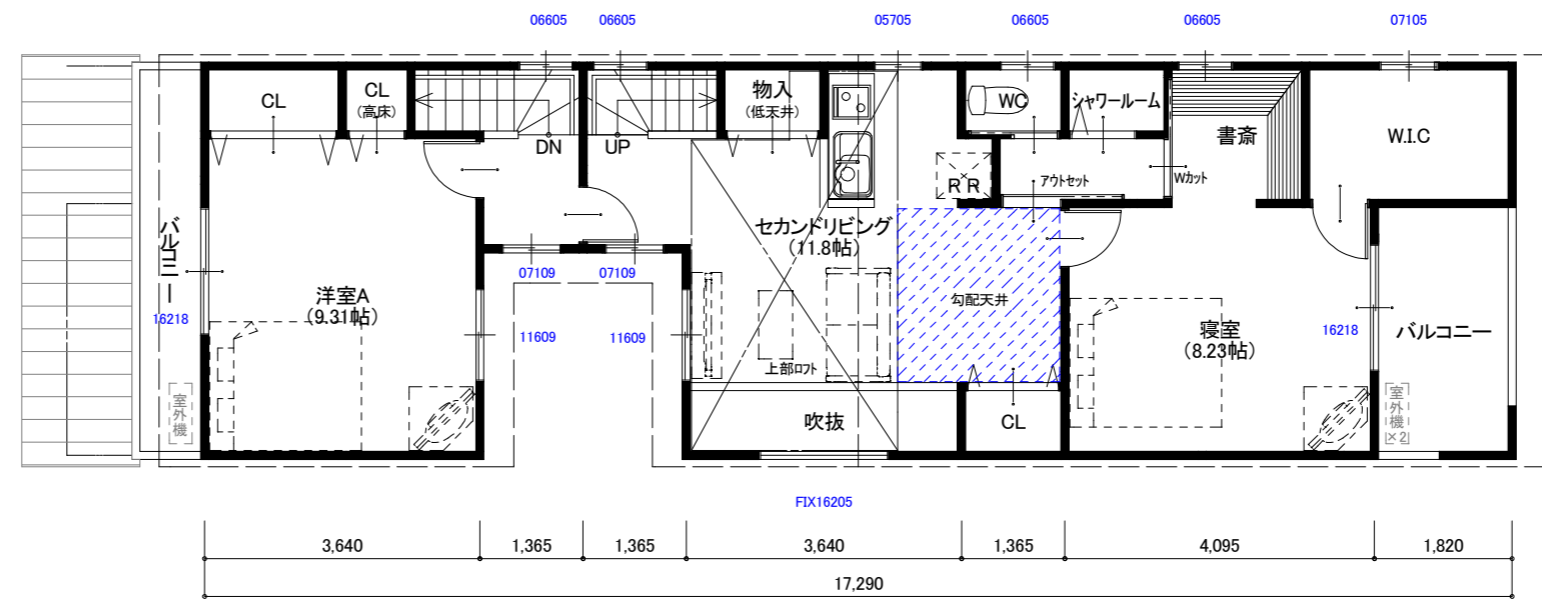 06605
06605
05705
06605
06605
07105
CL
CL
(高床)
DN
UP
物入
(低天井)
WC
シャワールーム
書斎
W.I.C
アウトセット
Wカット
R R
バルコニー
16218
洋室A
(9.31帖)
07109
07109
11609
11609
セカンドリビング
(11.8帖)
勾配天井
上部ロフト
吹抜
CL
寝室
(8.23帖)
16218
バルコニー
室外機
室外機
×2
FIX16205
3,640
1,365
1,365
3,640
1,365
4,095
1,820
17,290